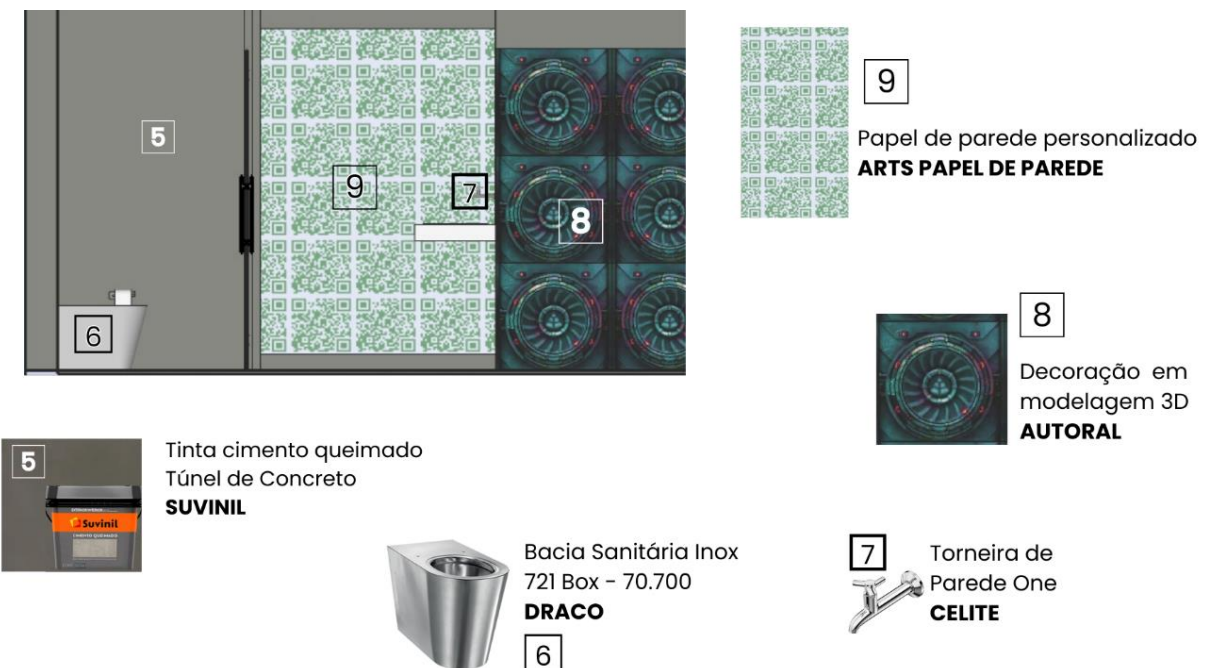 5
9
7
8
6
9
Papel de parede personalizado
ARTS PAPEL DE PAREDE
8
Decoração em
modelagem 3D
AUTORAL
5
Suvinil
CIMENTO QUEIMADO
Tinta cimento queimado
Túnel de Concreto
SUVINIL
Bacia Sanitária Inox
721 Box - 70.700
DRACO
6
7
Torneira de
Parede One
CELITE